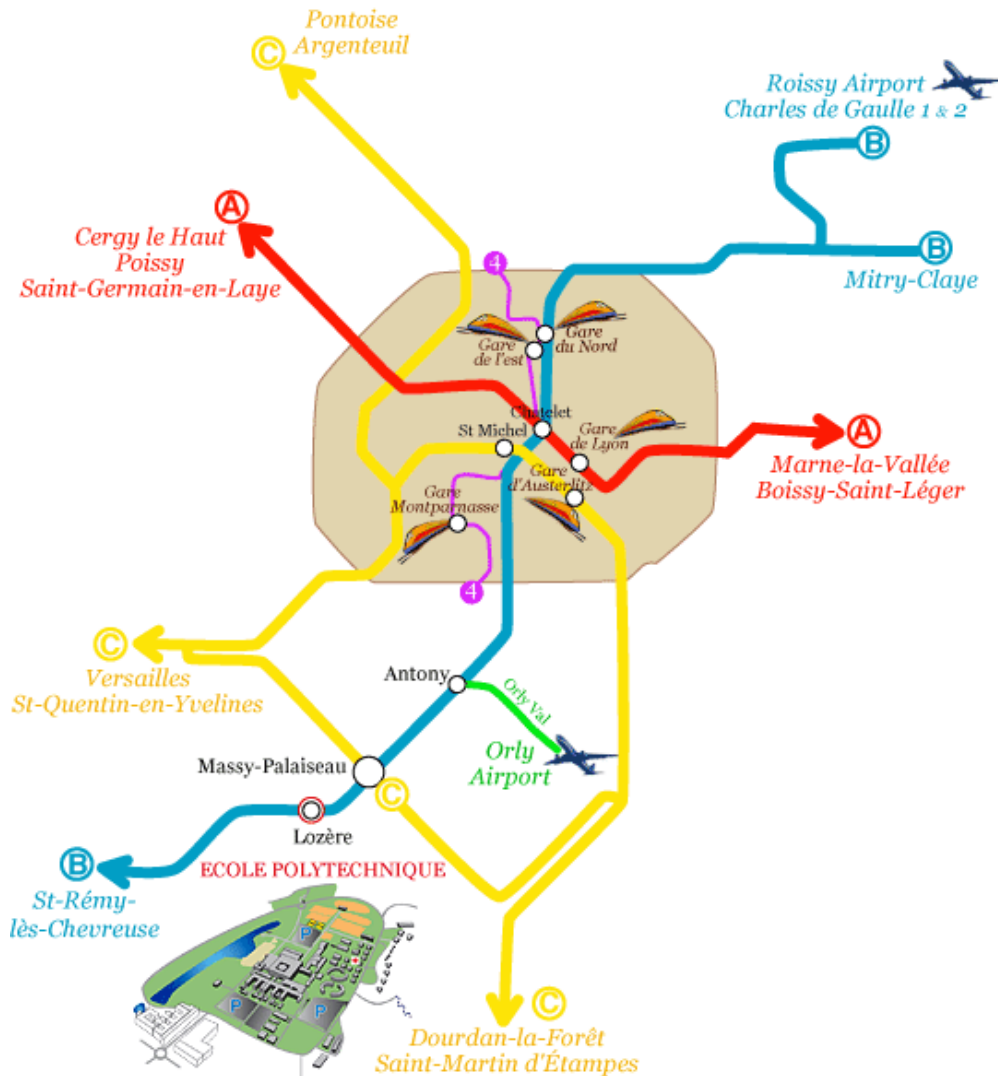 Pontoise
Argenteuil
C
Roissy Airport
Charles de Gaulle 1 & 2
B
A
Cergy le Haut
Poissy
Saint-Germain-en-Laye
B
Mitry-Claye
4
Gare
du Nord
Gare
de l'est
Chatelet
St Michel
Gare
de Lyon
A
Marne-la-Vallée
Boissy-Saint-Léger
Gare
d'Austerlitz
Gare
Montparnasse
4
C
Versailles
St-Quentin-en-Yvelines
Antony
Orly Val
Orly
Airport
Massy-Palaiseau
C
Lozère
B
St-Rémy-
lès-Chevreuse
ECOLE POLYTECHNIQUE
P
P
P
C
Dourdan-la-Forêt
Saint-Martin d'Étampes